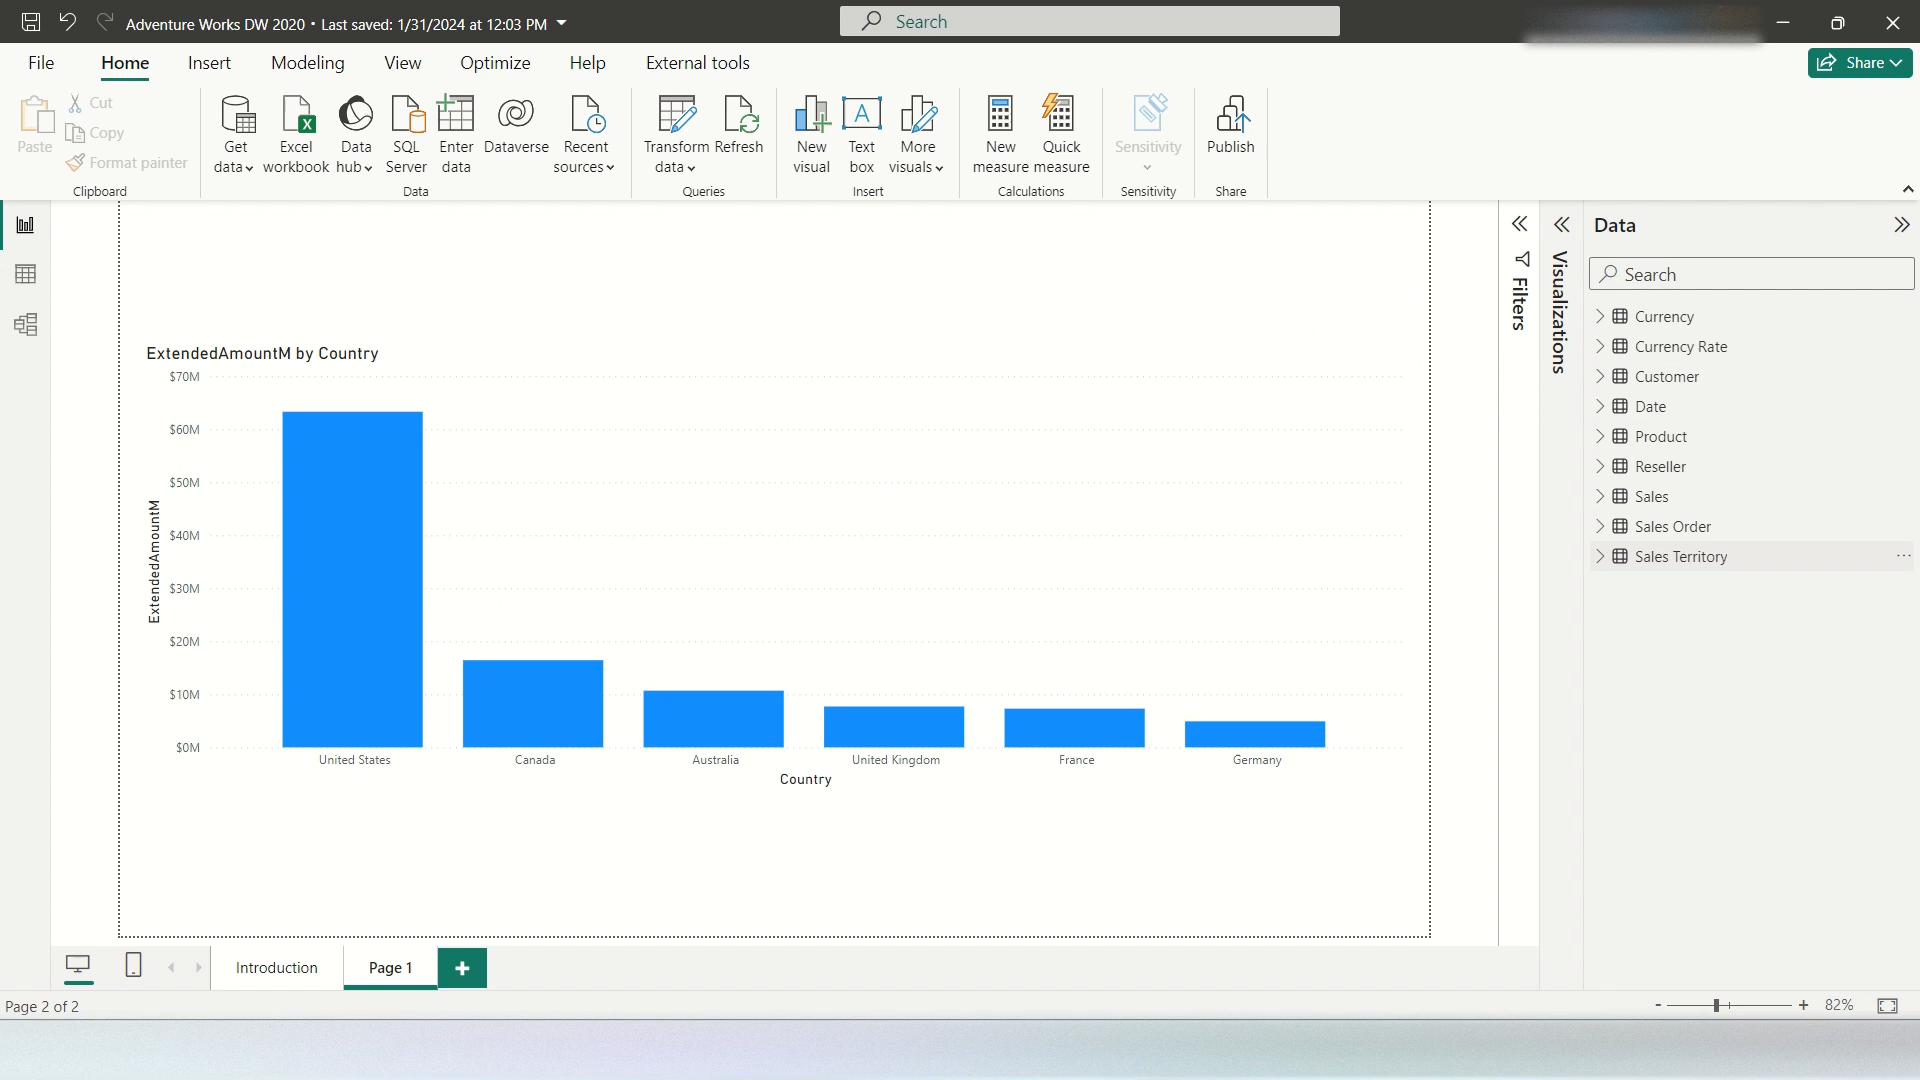 Adventure Works DW 2020 • Last saved: 1/31/2024 at 12:03 PM
Search
File Home Insert Modeling View Optimize Help External tools
Share
Paste
Cut
Copy
Format painter
Clipboard
Get data
Excel workbook
Data hub
SQL Server
Enter data
Dataverse
Recent sources
Data
Transform data
Refresh
Queries
New visual
Text box
More visuals
Insert
New measure
Quick measure
Calculations
Sensitivity
Sensitivity
Publish
Share
ExtendedAmountM by Country
ExtendedAmountM
$70M
$60M
$50M
$40M
$30M
$20M
$10M
$0M
United States Canada Australia United Kingdom France Germany
Country
Filters
Visualizations
Data
Search
Currency
Currency Rate
Customer
Date
Product
Reseller
Sales
Sales Order
Sales Territory
Introduction Page 1
Page 2 of 2
- + 82%